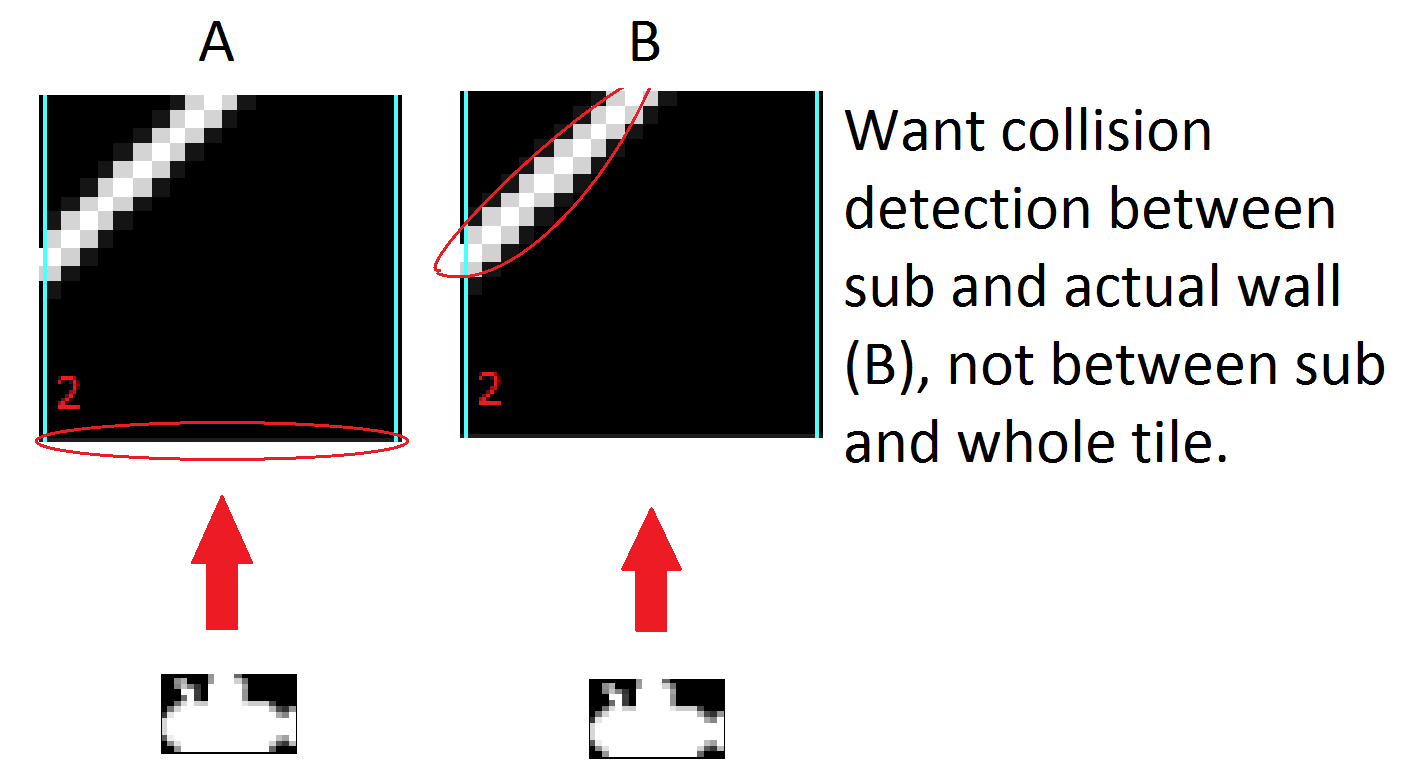 A
B
Want collision
detection between
sub and actual wall
(B), not between sub
and whole tile.
2
2